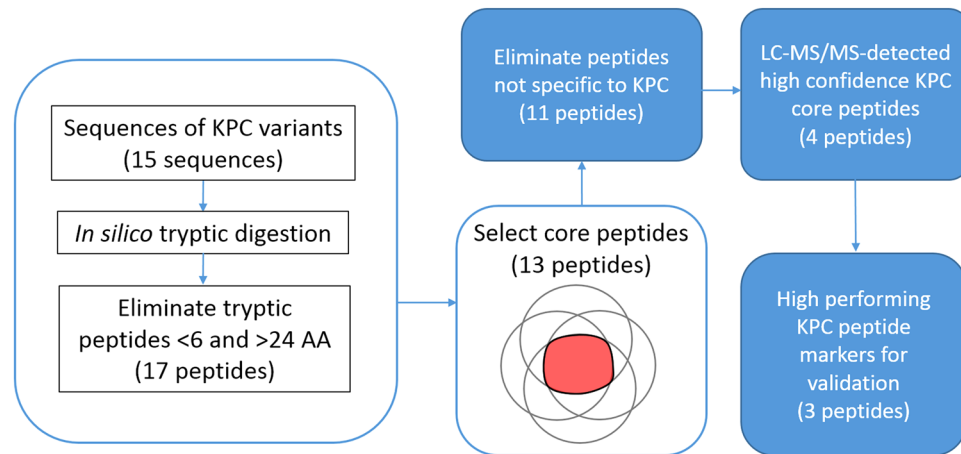 Sequences of KPC variants
(15 sequences)
In silico tryptic digestion
Eliminate tryptic
peptides <6 and >24 AA
(17 peptides)
Select core peptides
(13 peptides)
Eliminate peptides
not specific to KPC
(11 peptides)
LC-MS/MS-detected
high confidence KPC
core peptides
(4 peptides)
High performing
KPC peptide
markers for
validation
(3 peptides)